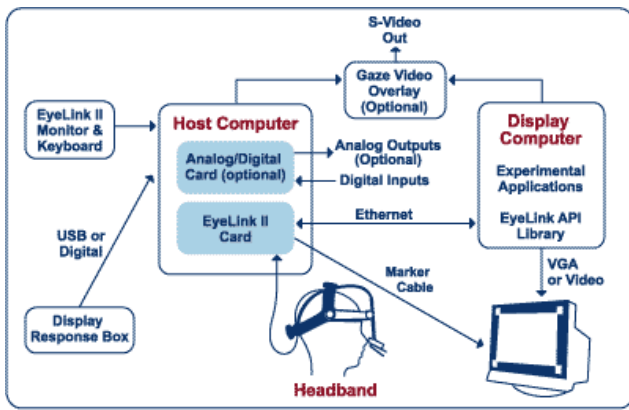 S-Video
Out
Gaze Video
Overlay
(Optional)
EyeLink II
Monitor &
Keyboard
Host Computer
Analog/Digital
Card (optional)
Analog Outputs
(Optional)
Digital Inputs
Display
Computer
Experimental
Applications
EyeLink API
Library
EyeLink II
Card
Ethernet
USB or
Digital
Marker
Cable
VGA
or Video
Display
Response Box
Headband